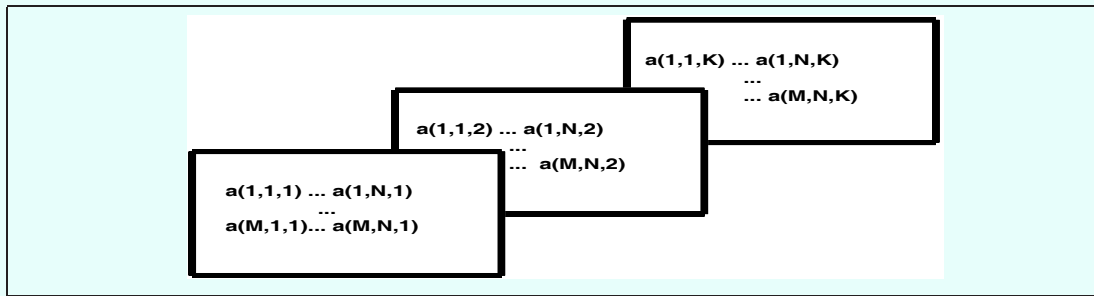 a(1,1,K) ... a(1,N,K)
...
... a(M,N,K)
a(1,1,2) ... a(1,N,2)
...
... a(M,N,2)
a(1,1,1) ... a(1,N,1)
...
a(M,1,1)... a(M,N,1)